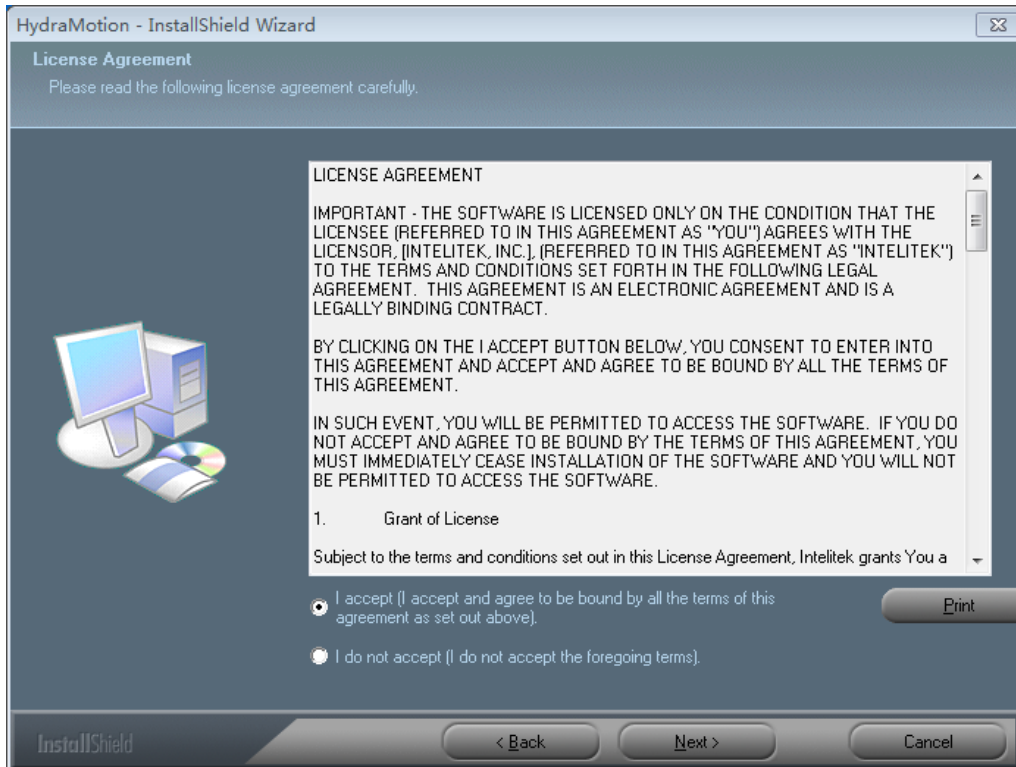 HydraMotion - InstallShield Wizard
License Agreement
Please read the following license agreement carefully.
LICENSE AGREEMENT
IMPORTANT - THE SOFTWARE IS LICENSED ONLY ON THE CONDITION THAT THE
LICENSEE (REFERRED TO IN THIS AGREEMENT AS "YOU") AGREES WITH THE
LICENSOR, [INTELITEK, INC.], (REFERRED TO IN THIS AGREEMENT AS "INTELITEK")
TO THE TERMS AND CONDITIONS SET FORTH IN THE FOLLOWING LEGAL
AGREEMENT.  THIS AGREEMENT IS AN ELECTRONIC AGREEMENT AND IS A
LEGALLY BINDING CONTRACT.
BY CLICKING ON THE I ACCEPT BUTTON BELOW, YOU CONSENT TO ENTER INTO
THIS AGREEMENT AND ACCEPT AND AGREE TO BE BOUND BY ALL THE TERMS OF
THIS AGREEMENT.
IN SUCH EVENT, YOU WILL BE PERMITTED TO ACCESS THE SOFTWARE.  IF YOU DO
NOT ACCEPT AND AGREE TO BE BOUND BY THE TERMS OF THIS AGREEMENT, YOU
MUST IMMEDIATELY CEASE INSTALLATION OF THE SOFTWARE AND YOU WILL NOT
BE PERMITTED TO ACCESS THE SOFTWARE.
1. Grant of License
Subject to the terms and conditions set out in this License Agreement, Intelitek grants You a
I accept (I accept and agree to be bound by all the terms of this
agreement as set out above).
Print
I do not accept (I do not accept the foregoing terms).
InstallShield
< Back
Next >
Cancel